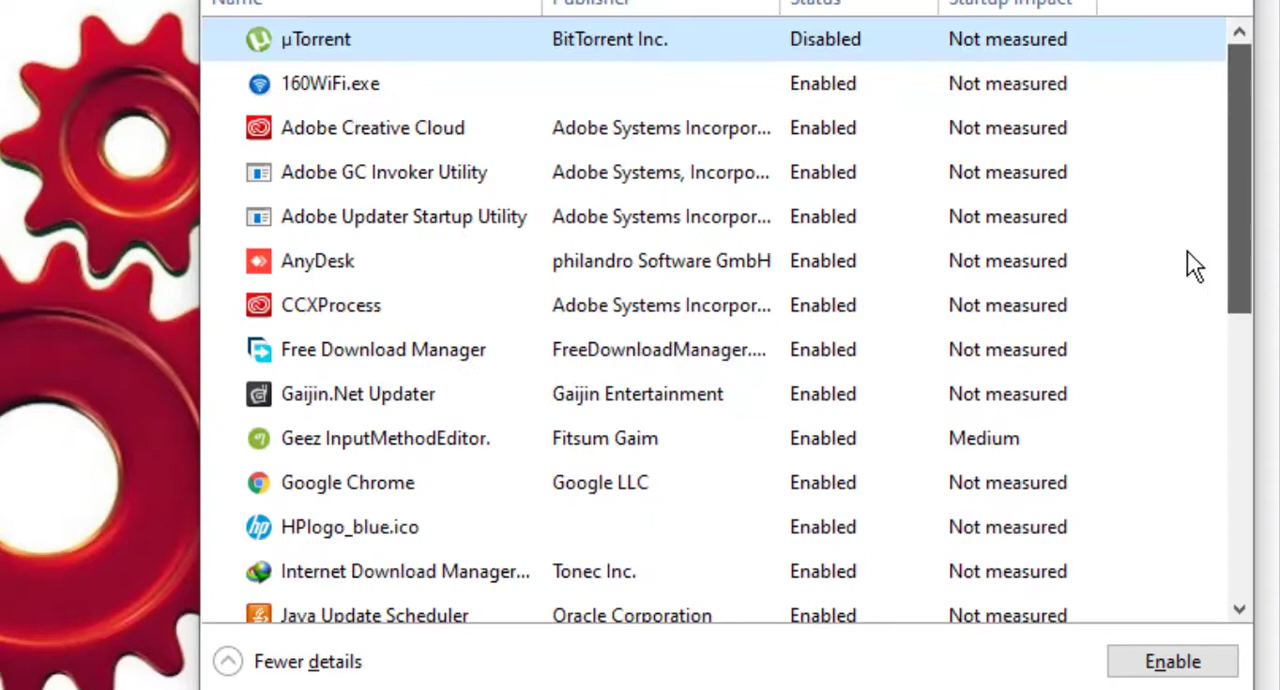 Name Publisher Status Startup impact
µTorrent BitTorrent Inc. Disabled Not measured
160WiFi.exe Enabled Not measured
Adobe Creative Cloud Adobe Systems Incorpor... Enabled Not measured
Adobe GC Invoker Utility Adobe Systems, Incorpo... Enabled Not measured
Adobe Updater Startup Utility Adobe Systems Incorpor... Enabled Not measured
AnyDesk philandro Software GmbH Enabled Not measured
CCXProcess Adobe Systems Incorpor... Enabled Not measured
Free Download Manager FreeDownloadManager.... Enabled Not measured
Gaijin.Net Updater Gaijin Entertainment Enabled Not measured
Geez InputMethodEditor. Fitsum Gaim Enabled Medium
Google Chrome Google LLC Enabled Not measured
HPlogo_blue.ico Enabled Not measured
Internet Download Manager... Tonec Inc. Enabled Not measured
Java Update Scheduler Oracle Corporation Enabled Not measured
Fewer details Enable